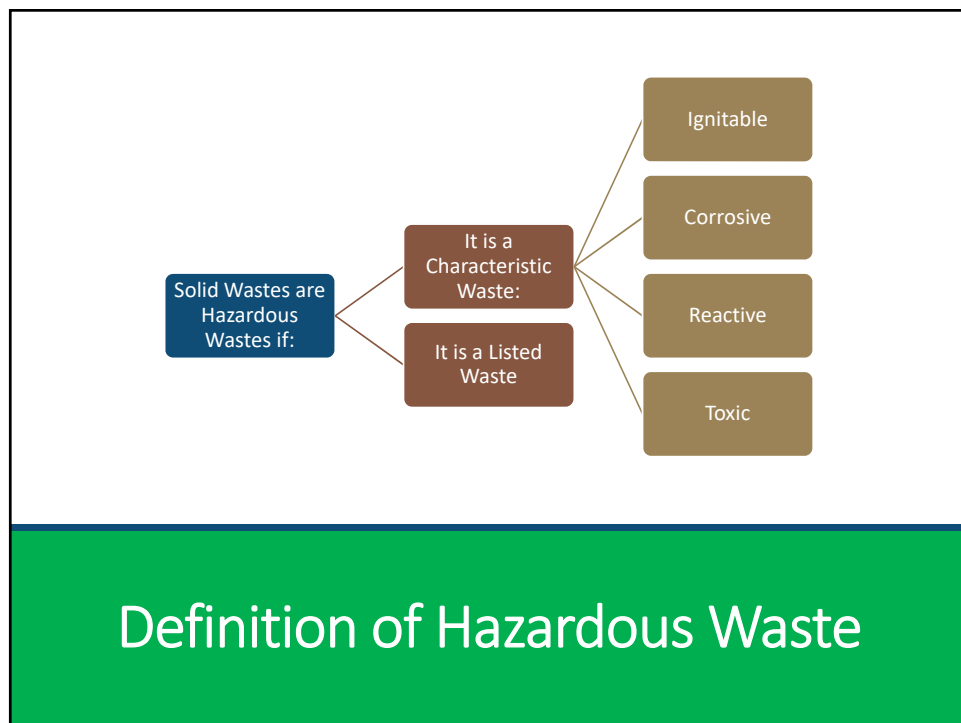 Solid Wastes are
Hazardous
Wastes if:
It is a
Characteristic
Waste:
It is a Listed
Waste
Ignitable
Corrosive
Reactive
Toxic
Definition of Hazardous Waste